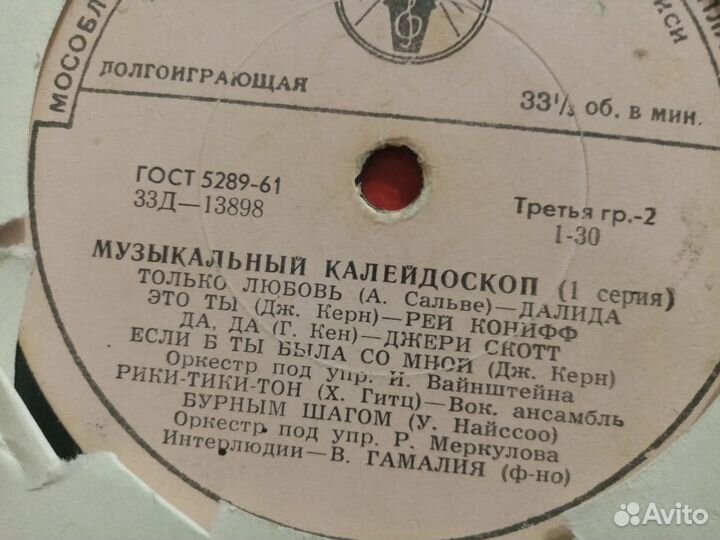 МОСОБЛ
ДОЛГОИГРАЮЩАЯ
33⅓ об. в мин.
ГОСТ 5289-61
33Д—13898
Третья гр.-2
1-30
МУЗЫКАЛЬНЫЙ КАЛЕЙДОСКОП (1 серия)
ТОЛЬКО ЛЮБОВЬ (А. Сальве)—ДАЛИДА
ЭТО ТЫ (Дж. Керн)—РЕЙ КОНИФФ
ДА, ДА (Г. Кен)—ДЖЕРИ СКОТТ
ЕСЛИ Б ТЫ БЫЛА СО МНОЙ (Дж. Керн)
Оркестр под упр. И. Вайнштейна
РИКИ-ТИКИ-ТОН (Х. Гитц)—Вок. ансамбль
БУРНЫМ ШАГОМ (У. Найссоо)
Оркестр под упр. Р. Меркулова
Интерлюдии—В. ГАМАЛИЯ (ф-но)
Avito